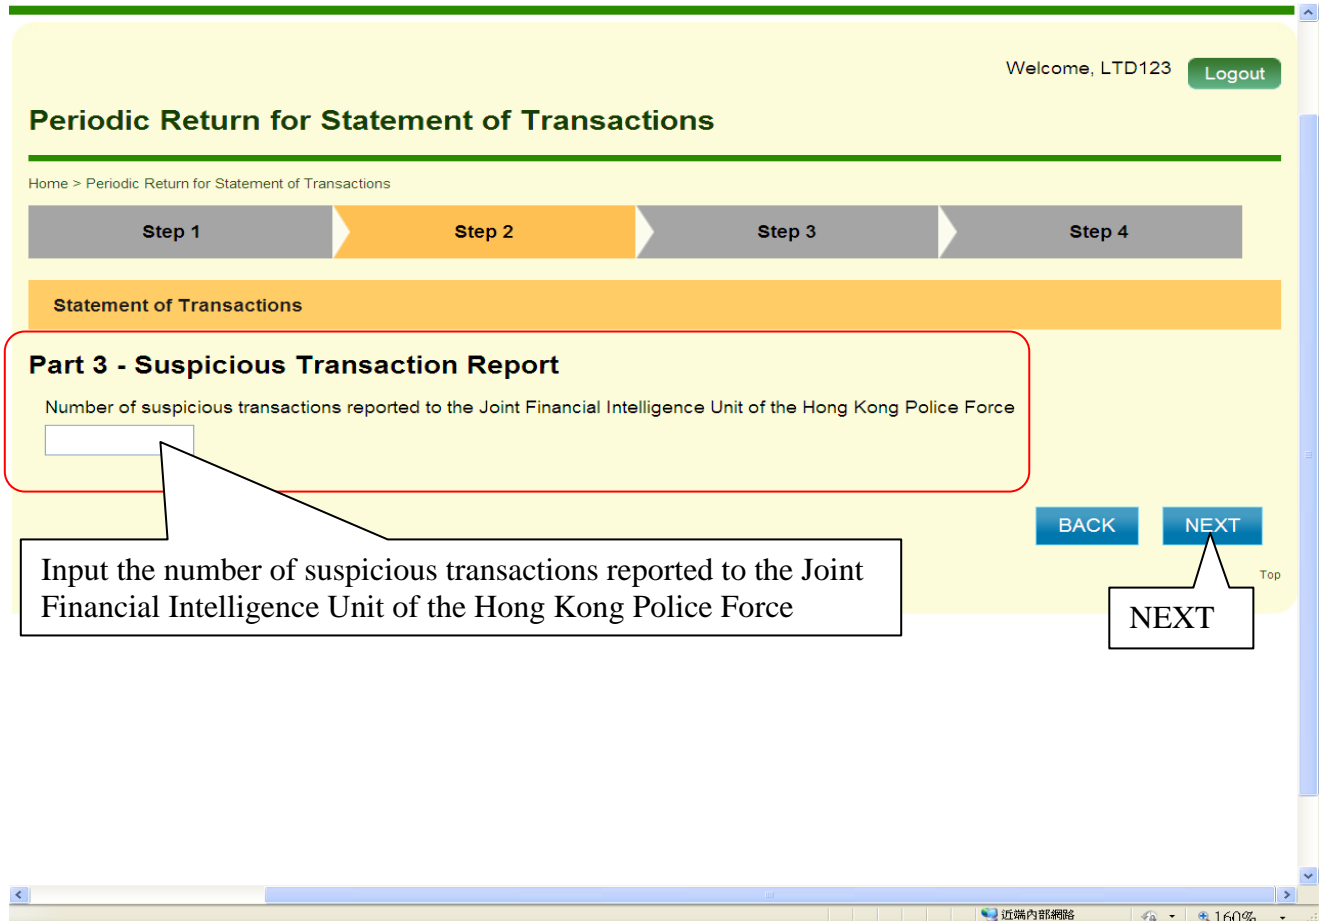 Welcome, LTD123
Logout
Periodic Return for Statement of Transactions
Home > Periodic Return for Statement of Transactions
Step 1
Step 2
Step 3
Step 4
Statement of Transactions
Part 3 - Suspicious Transaction Report
Number of suspicious transactions reported to the Joint Financial Intelligence Unit of the Hong Kong Police Force
BACK
NEXT
Input the number of suspicious transactions reported to the Joint
Financial Intelligence Unit of the Hong Kong Police Force
Top
NEXT
近端內部網路
160%